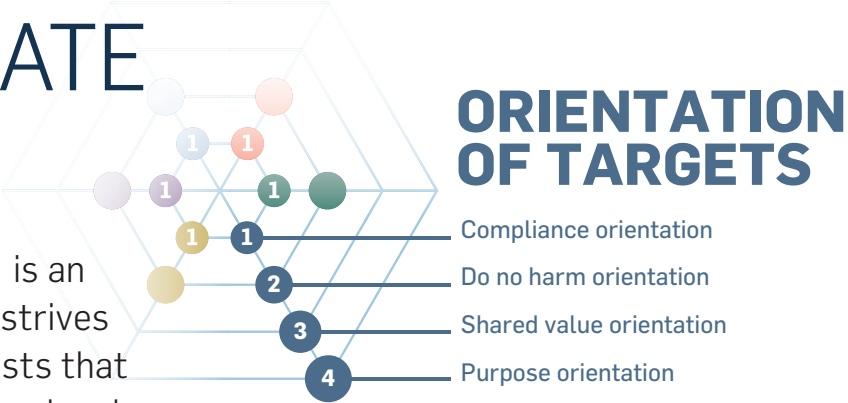 ATE
ORIENTATION
OF TARGETS
1 1
1 1
1 1 Compliance orientation
is an
2 Do no harm orientation
strives
3 Shared value orientation
sts that
4 Purpose orientation